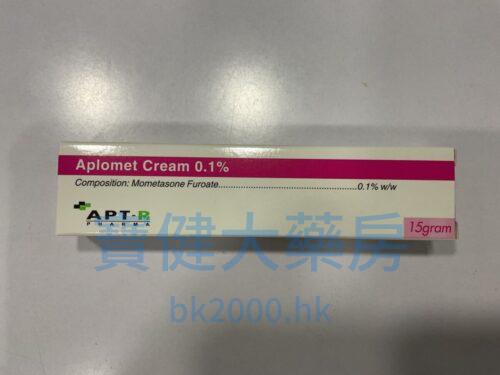 Aplomet Cream 0.1%
Composition: Mometasone Furoate..........................................0.1% w/w
APT-R
PHARMA
15gram
寶健大藥房
bk2000.hk